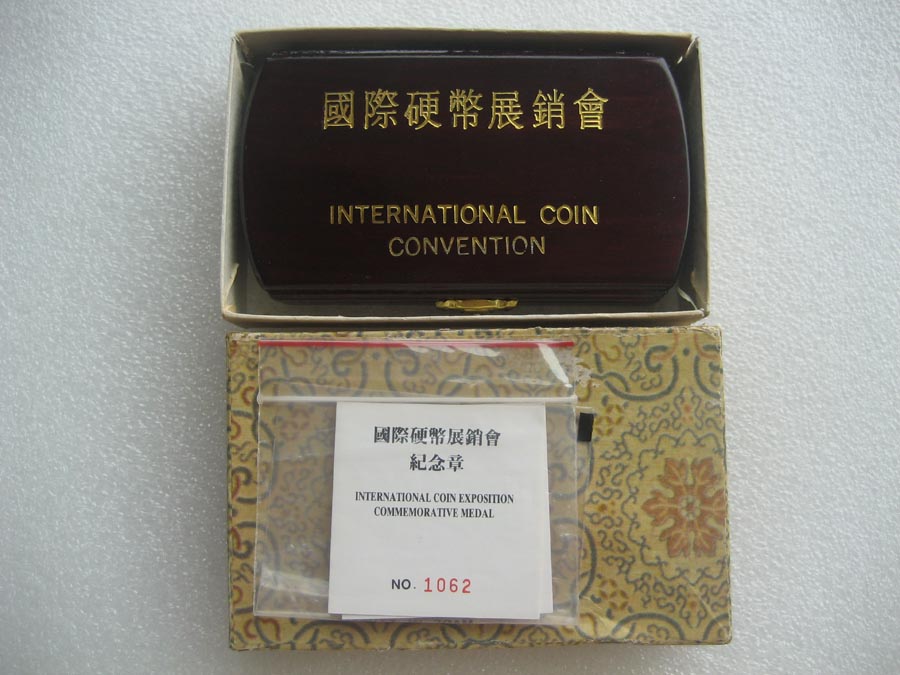 國際硬幣展銷會
INTERNATIONAL COIN
CONVENTION
國際硬幣展銷會
紀念章
INTERNATIONAL COIN EXPOSITION
COMMEMORATIVE MEDAL
NO. 1062